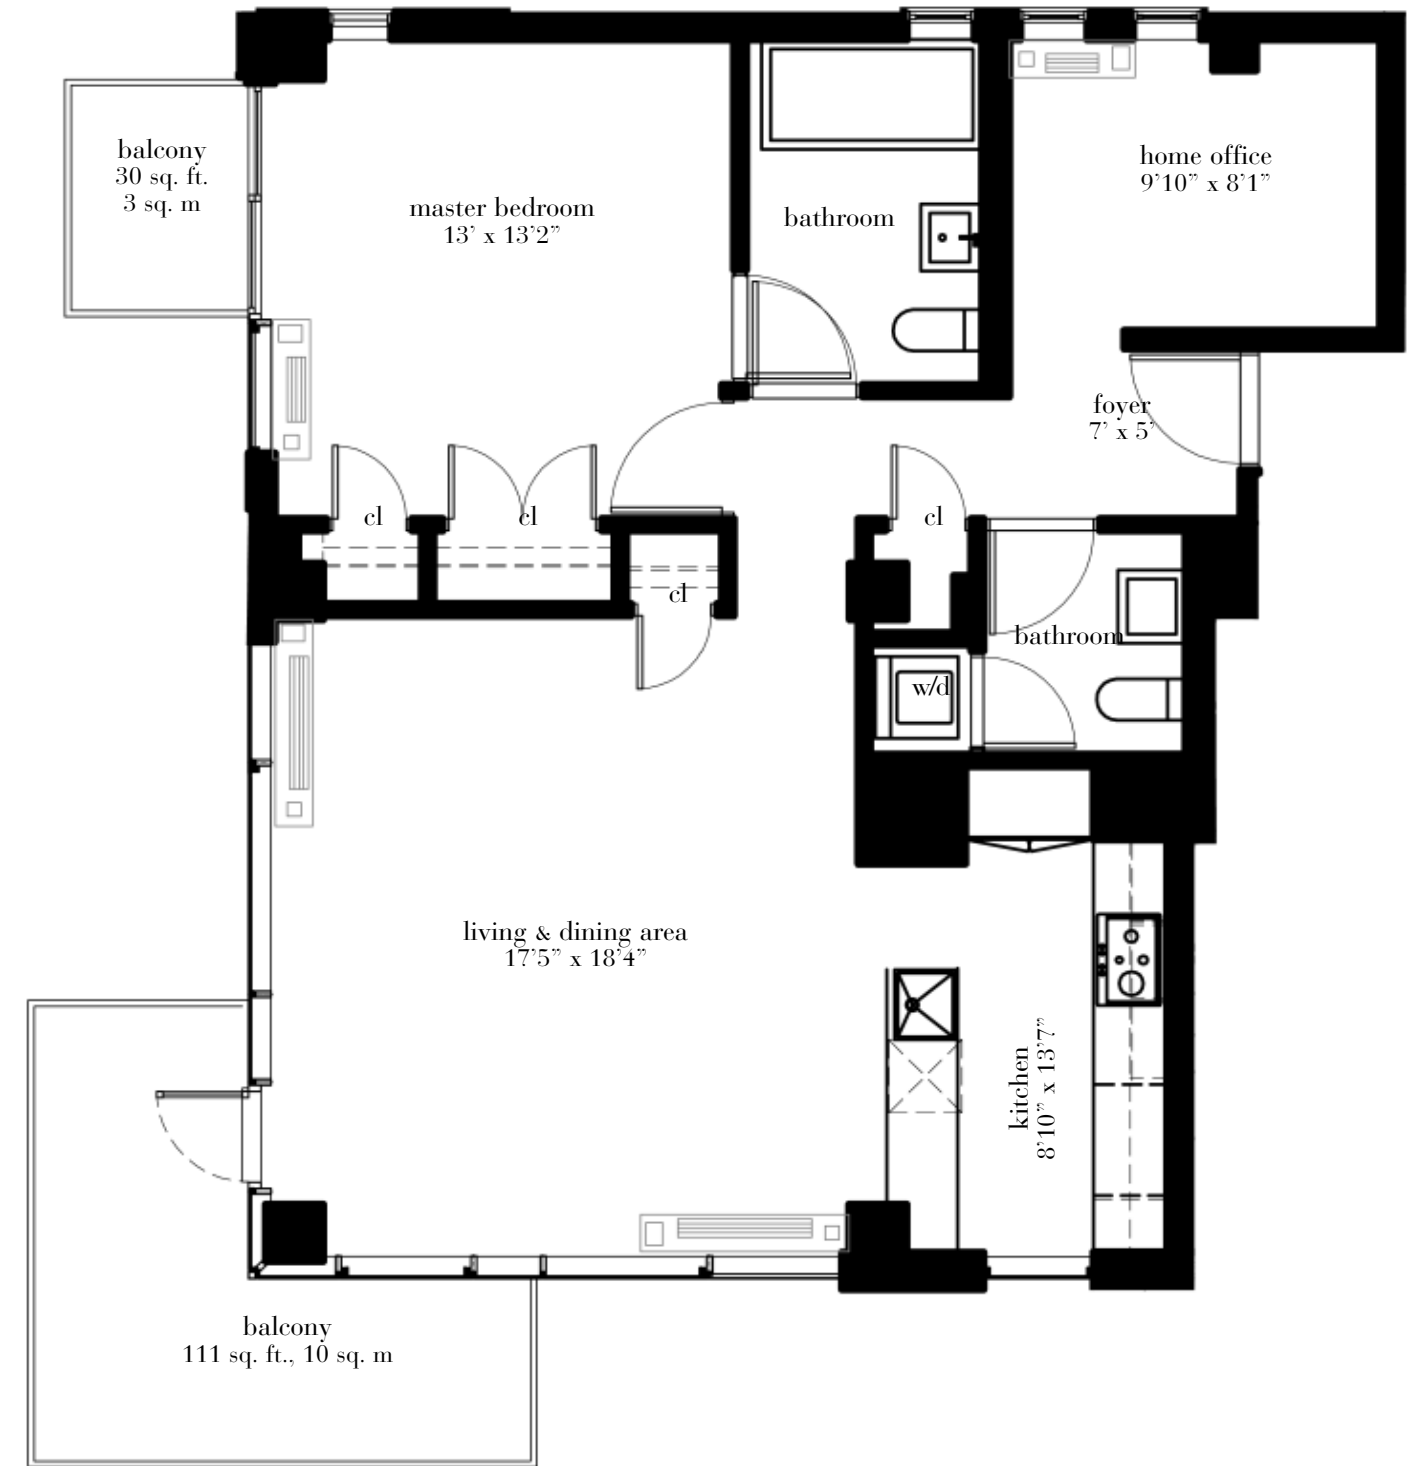 balcony
30 sq. ft.
3 sq. m
master bedroom
13' x 13'2"
bathroom
home office
9'10" x 8'1"
foyer
7' x 5'
cl
cl
cl
cl
bathroom
w/d
living & dining area
17'5" x 18'4"
kitchen
8'10" x 13'7"
balcony
111 sq. ft., 10 sq. m